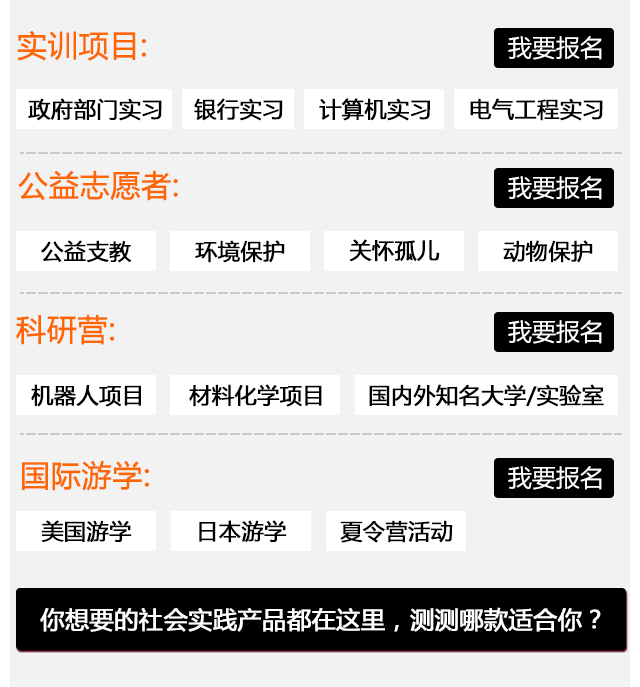 实训项目: 我要报名
政府部门实习 银行实习 计算机实习 电气工程实习
公益志愿者: 我要报名
公益支教 环境保护 关怀孤儿 动物保护
科研营: 我要报名
机器人项目 材料化学项目 国内外知名大学/实验室
国际游学: 我要报名
美国游学 日本游学 夏令营活动
你想要的社会实践产品都在这里，测测哪款适合你？